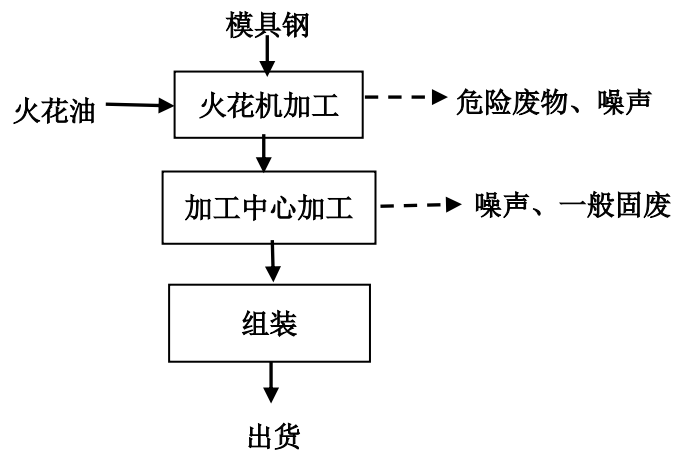 模具钢
火花油
火花机加工
危险废物、噪声
加工中心加工
噪声、一般固废
组装
出货